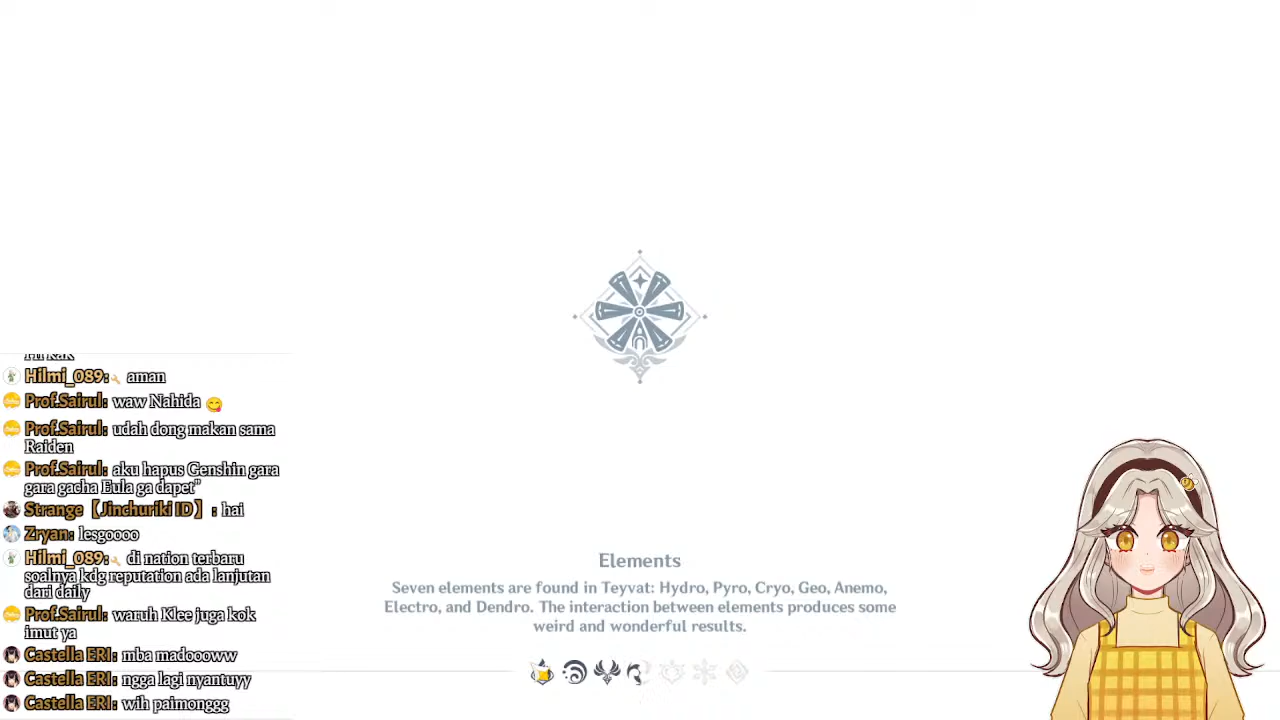 Hi kak
Hilmi_089: aman
Prof.Sairul: waw Nahida
Prof.Sairul: udah dong makan sama
Raiden
Prof.Sairul: aku hapus Genshin gara
gara gacha Eula ga dapet"
Strange【Jinchuriki ID】 : hai
Zryan: lesgoooo
Hilmi_089: di nation terbaru
soalnya kdg reputation ada lanjutan
dari daily
Prof.Sairul: waruh Klee juga kok
imut ya
Castella ERI: mba madoooww
Castella ERI: ngga lagi nyantuyy
Castella ERI: wih paimonggg
Elements
Seven elements are found in Teyvat: Hydro, Pyro, Cryo, Geo, Anemo,
Electro, and Dendro. The interaction between elements produces some
weird and wonderful results.